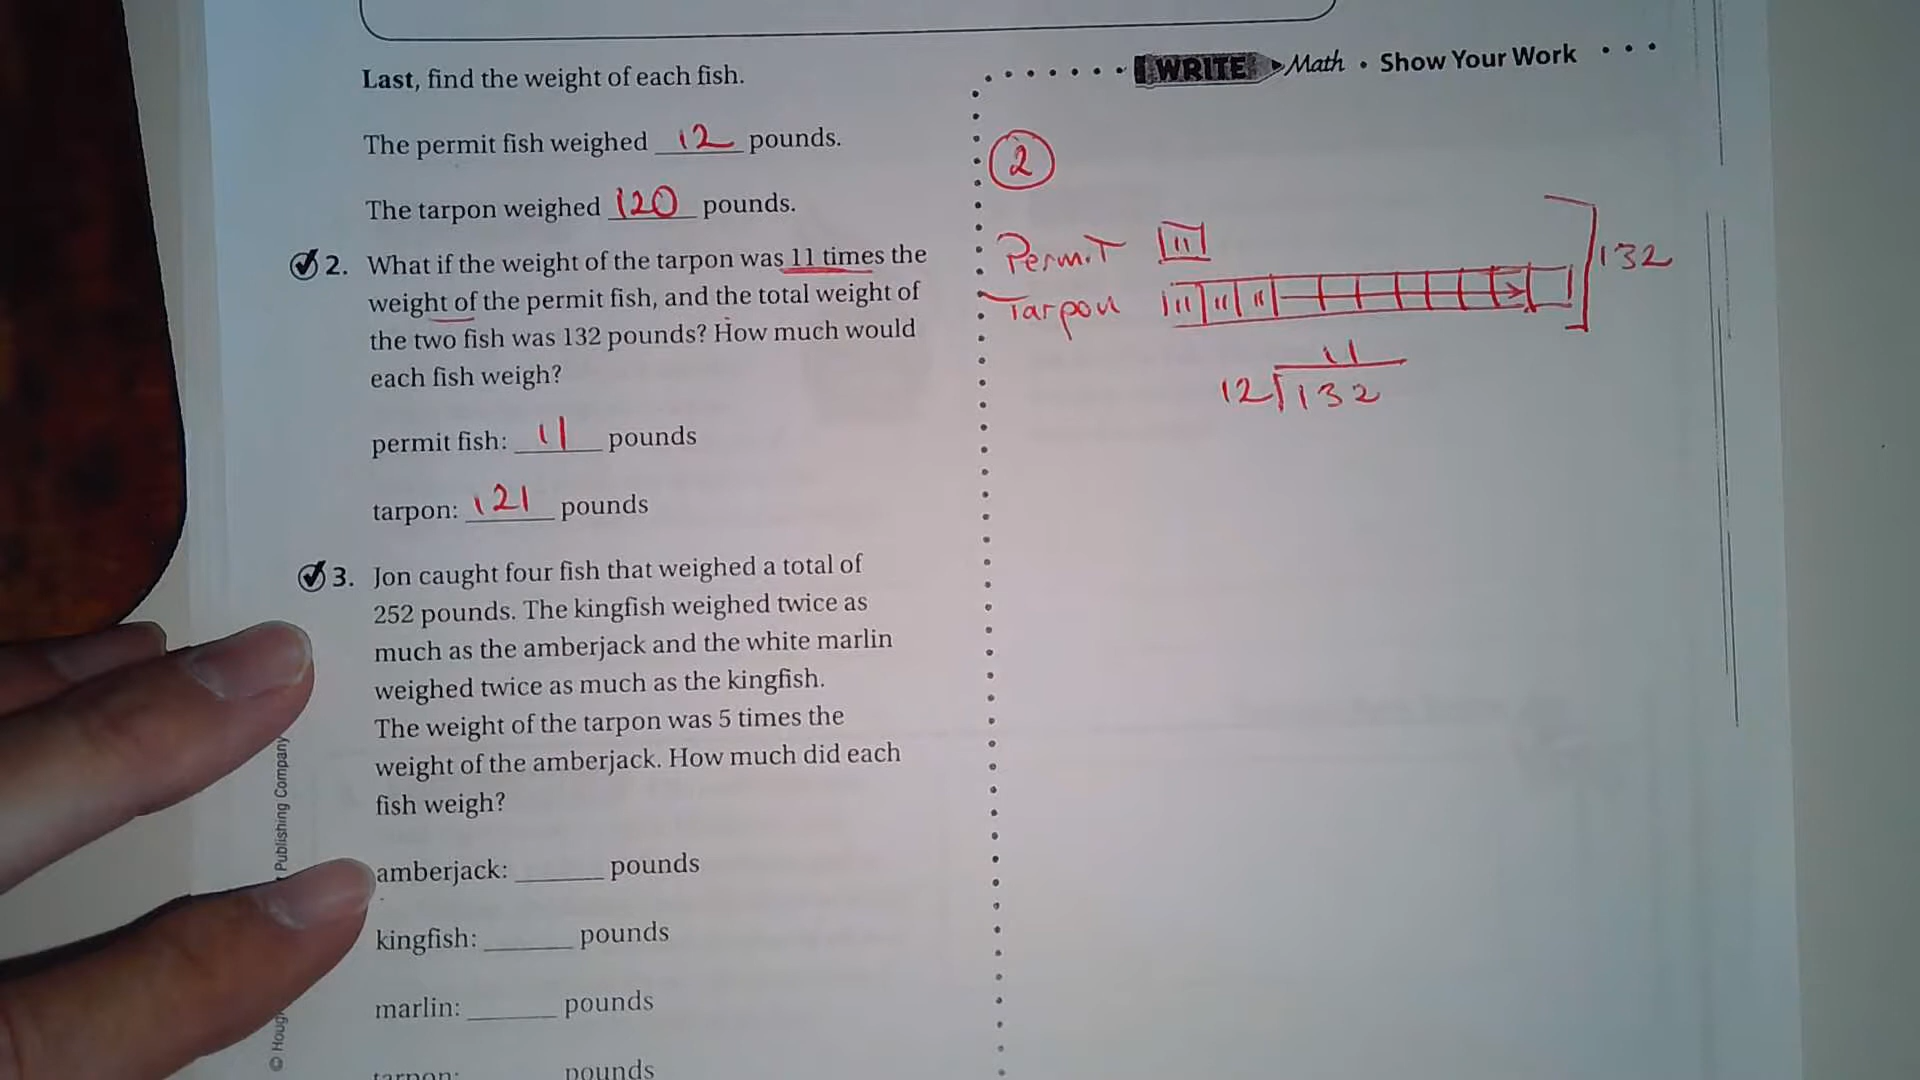 WRITE Math • Show Your Work
Last, find the weight of each fish.
The permit fish weighed 12 pounds.
The tarpon weighed 120 pounds.
2. What if the weight of the tarpon was 11 times the
weight of the permit fish, and the total weight of
the two fish was 132 pounds? How much would
each fish weigh?
permit fish: 11 pounds
tarpon: 121 pounds
3. Jon caught four fish that weighed a total of
252 pounds. The kingfish weighed twice as
much as the amberjack and the white marlin
weighed twice as much as the kingfish.
The weight of the tarpon was 5 times the
weight of the amberjack. How much did each
fish weigh?
amberjack: pounds
kingfish: pounds
marlin: pounds
tarpon: pounds
2
Permit 11
Tarpon 11 11 11
132
11
12 132
Publishing Company